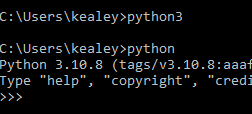 C:\Users\kealey>python3
C:\Users\kealey>python
Python 3.10.8 (tags/v3.10.8:aaaf
Type "help", "copyright", "credi
>>>